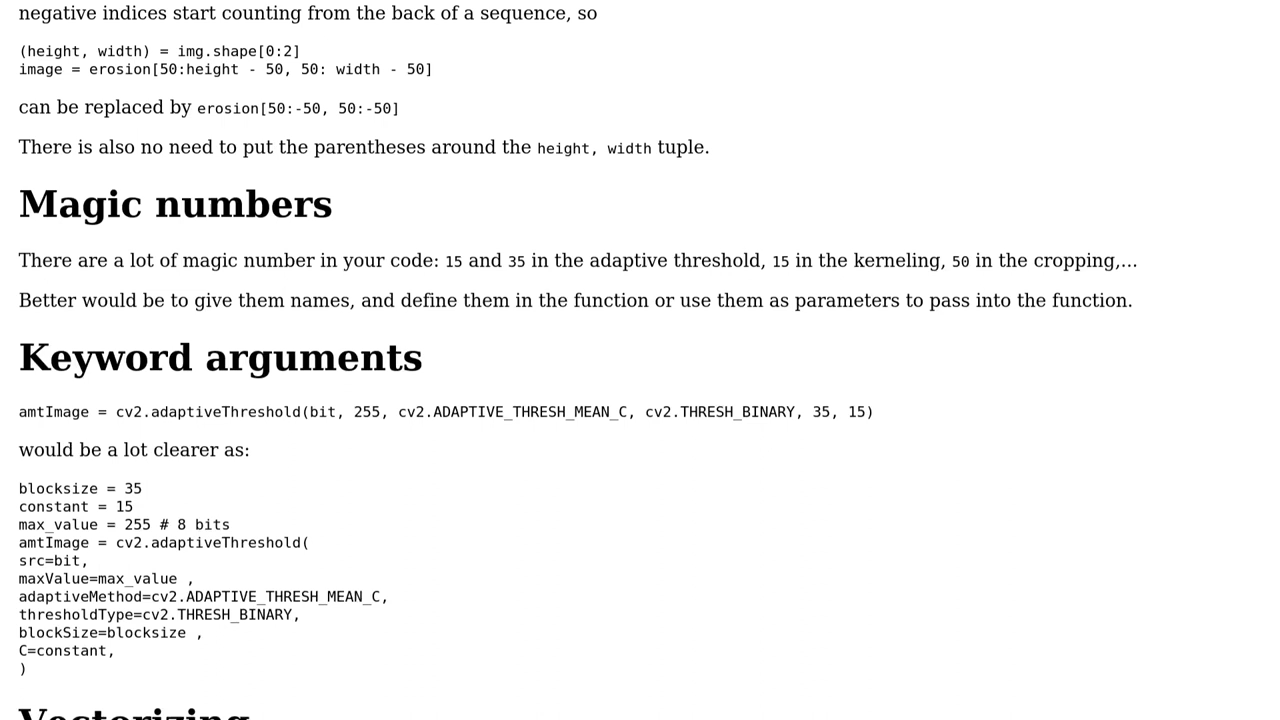 negative indices start counting from the back of a sequence, so
(height, width) = img.shape[0:2]
image = erosion[50:height - 50, 50: width - 50]
can be replaced by erosion[50:-50, 50:-50]
There is also no need to put the parentheses around the height, width tuple.
Magic numbers
There are a lot of magic number in your code: 15 and 35 in the adaptive threshold, 15 in the kerneling, 50 in the cropping,...
Better would be to give them names, and define them in the function or use them as parameters to pass into the function.
Keyword arguments
amtImage = cv2.adaptiveThreshold(bit, 255, cv2.ADAPTIVE_THRESH_MEAN_C, cv2.THRESH_BINARY, 35, 15)
would be a lot clearer as:
blocksize = 35
constant = 15
max_value = 255 # 8 bits
amtImage = cv2.adaptiveThreshold(
src=bit,
maxValue=max_value ,
adaptiveMethod=cv2.ADAPTIVE_THRESH_MEAN_C,
thresholdType=cv2.THRESH_BINARY,
blockSize=blocksize ,
C=constant,
)
Vectorizing